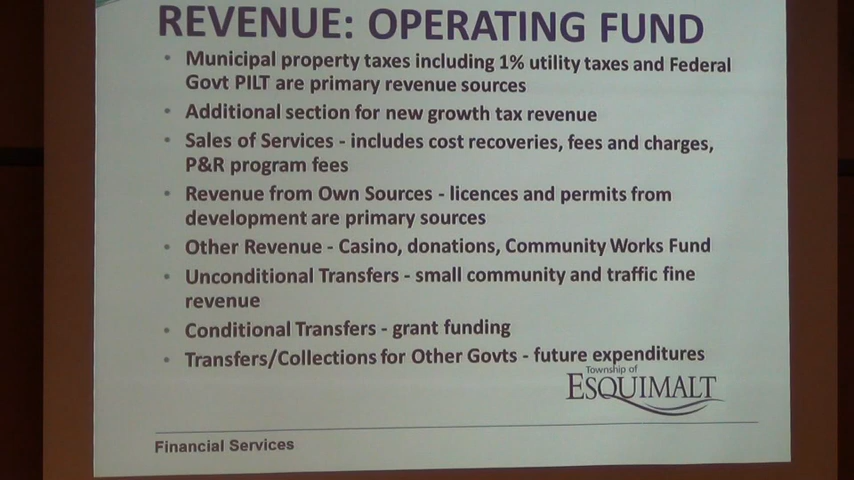 REVENUE: OPERATING FUND
• Municipal property taxes including 1% utility taxes and Federal
Govt PILT are primary revenue sources
• Additional section for new growth tax revenue
• Sales of Services - includes cost recoveries, fees and charges,
P&R program fees
• Revenue from Own Sources - licences and permits from
development are primary sources
• Other Revenue - Casino, donations, Community Works Fund
• Unconditional Transfers - small community and traffic fine
revenue
• Conditional Transfers - grant funding
• Transfers/Collections for Other Govts - future expenditures
Township of
ESQUIMALT
Financial Services